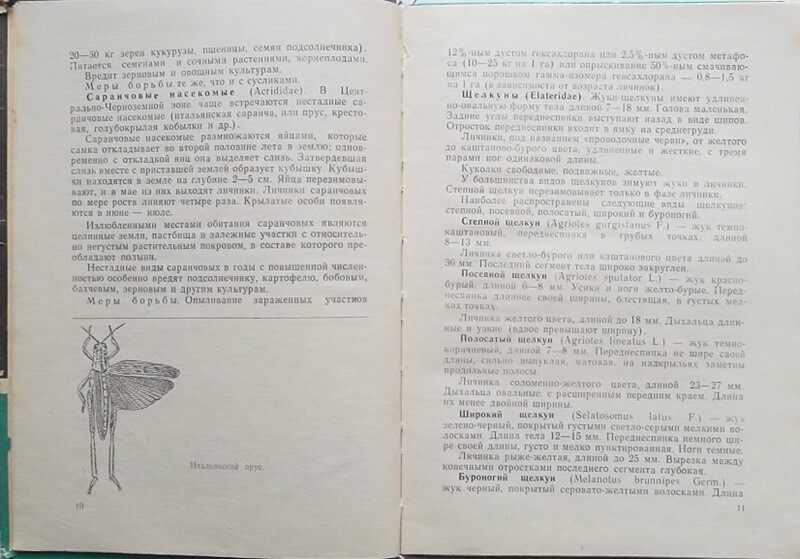 20—30 кг зерен кукурузы, пшеницы, семян подсолнечника).
Питается семенами и сочными растениями, корнеплодами.
Вредит зерновым и овощным культурам.
Меры борьбы те же, что и с сусликами.
Саранчовые насекомые (Acrididae). В Цент-
рально-Черноземной зоне чаще встречаются нестадные са-
ранчовые насекомые (итальянская саранча, или прус, кресто-
вая, голубокрылая кобылки и др.).
Саранчовые насекомые размножаются яйцами, которые
самка откладывает во второй половине лета в землю; одно-
временно с откладкой яиц она выделяет слизь. Затвердевшая
слизь вместе с приставшей землей образует кубышку. Кубыш-
ки находятся в земле на глубине 2—5 см. Яйца перезимовы-
вают, и в мае из них выходят личинки. Личинки саранчовых
по мере роста линяют четыре раза. Крылатые особи появля-
ются в июне — июле.
Излюбленными местами обитания саранчовых являются
целинные земли, пастбища и залежные участки с относитель-
но негустым растительным покровом, в составе которого пре-
обладают полыни.
Нестадные виды саранчовых в годы с повышенной числен-
ностью особенно вредят подсолнечнику, картофелю, бобовым,
бахчевым, зерновым и другим культурам.
Меры борьбы. Опыливание зараженных участков
Итальянский прус.
10
12%-ным дустом гексахлорана или 2,5%-ным дустом метафо-
са (10—25 кг на 1 га) или опрыскивание 50%-ным смачиваю-
щимся порошком гамма-изомера гексахлорана — 0,8—1,5 кг
на 1 га (в зависимости от возраста личинок).
Щелкуны (Elateridae). Жуки-щелкуны имеют удлинен-
но-овальную форму тела длиной 7—18 мм. Голова маленькая.
Задние углы переднеспинки выступают назад в виде шипов.
Отросток переднеспинки входит в ямку на среднегруди.
Личинки, под названием «проволочные черви», от желтого
до каштаново-бурого цвета, удлиненные и жесткие, с тремя
парами ног одинаковой длины.
Куколки свободные, подвижные, желтые.
У большинства видов щелкунов зимуют жуки и личинки.
Степной щелкун перезимовывает только в фазе личинки.
Наиболее распространены следующие виды щелкунов:
степной, посевной, полосатый, широкий и буроногий.
Степной щелкун (Agriotes gurgistanus F.) — жук темно-
каштановый, переднеспинка в грубых точках, длиной
8—13 мм.
Личинка светло-бурого или каштанового цвета длиной до
36 мм. Последний сегмент тела широко закруглен.
Посевной щелкун (Agriotes sputator L.) — жук красно-
бурый, длиной 6—8 мм. Усики и ноги желто-бурые. Перед-
неспинка длиннее своей ширины, блестящая, в густых мел-
ких точках.
Личинка желтого цвета, длиной до 18 мм. Дыхальца длин-
ные и узкие (вдвое превышают ширину).
Полосатый щелкун (Agriotes lineatus L.) — жук темно-
коричневый, длиной 7—8 мм. Переднеспинка не шире своей
длины, сильно выпуклая, матовая, на надкрыльях заметны
продольные полосы.
Личинка соломенно-желтого цвета, длиной 23—27 мм.
Дыхальца овальные, с расширенным передним краем. Длина
их менее двойной ширины.
Широкий щелкун (Selatosomus latus F.) — жук
зелено-черный, покрытый густыми светло-серыми мелкими во-
лосками. Длина тела 12—15 мм. Переднеспинка немного ши-
ре своей длины, густо и мелко пунктированная. Ноги темные.
Личинка рыже-желтая, длиной до 25 мм. Вырезка между
конечными отростками последнего сегмента глубокая.
Буроногий щелкун (Melanotus brunnipes Germ.) —
жук черный, покрытый серовато-желтыми волосками. Длина
11